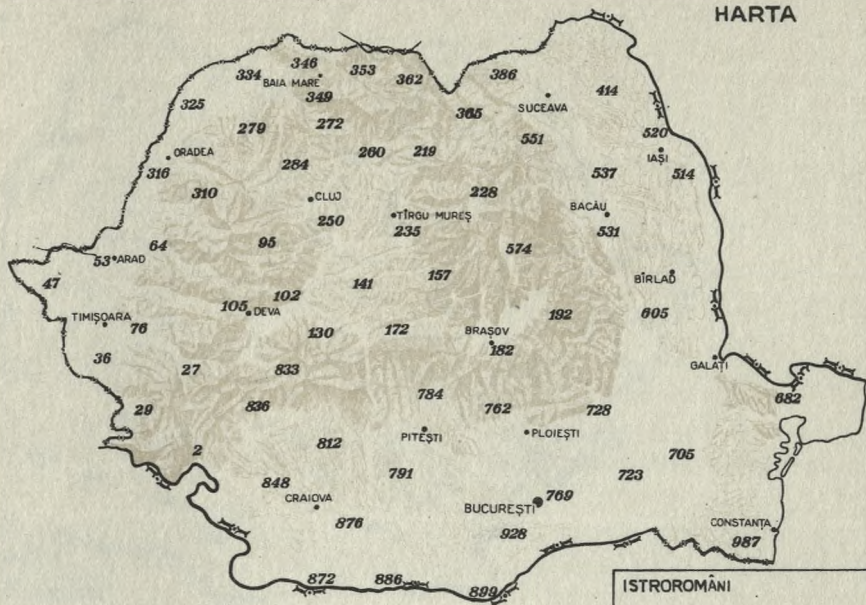 HARTA
346
353
334
362
386
BAIA MARE
349
325
414
365
SUCEAVA
279
272
551
520
ORADEA
260
219
IAȘI
316
284
537
514
310
CLUJ
228
BACĂU
250
TÎRGU MUREȘ
235
531
64
95
574
53 ARAD
157
BÎRLAD
47
141
102
105 DEVA
192
605
TIMIȘOARA
76
130
172
BRAȘOV
182
36
GALAȚI
27
833
784
682
29
836
762
728
PITEȘTI
PLOIEȘTI
812
2
705
791
723
848
769
CRAIOVA
BUCUREȘTI
876
CONSTANȚA
928
987
872
886
899
ISTROROMÂNI